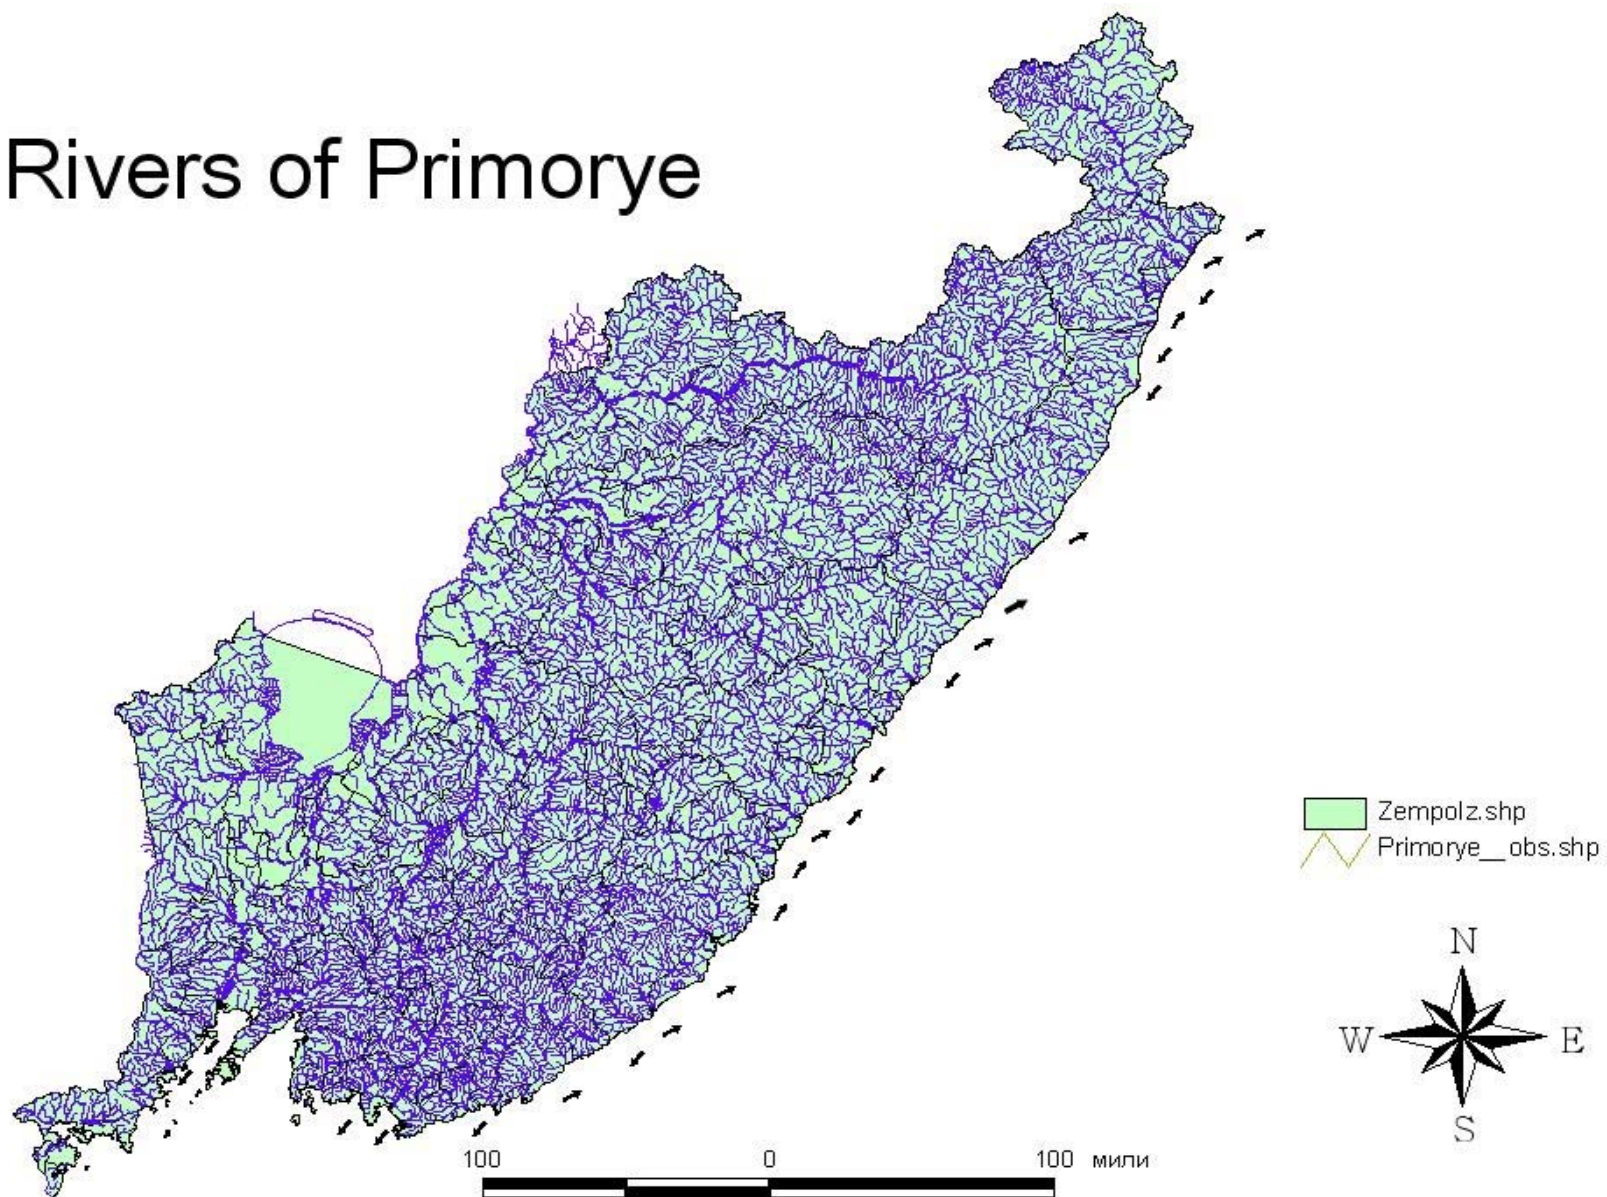 Rivers of Primorye
Zempolz.shp
Primorye__obs.shp
N
W E
S
100 0 100 мили